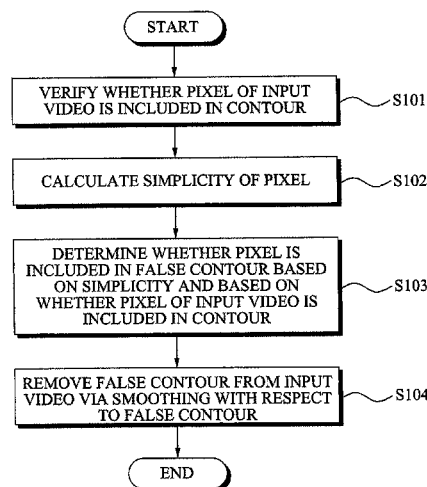 START
VERIFY WHETHER PIXEL OF INPUT
VIDEO IS INCLUDED IN CONTOUR
S101
CALCULATE SIMPLICITY OF PIXEL
S102
DETERMINE WHETHER PIXEL IS
INCLUDED IN FALSE CONTOUR BASED
ON SIMPLICITY AND BASED ON
WHETHER PIXEL OF INPUT VIDEO IS
INCLUDED IN CONTOUR
S103
REMOVE FALSE CONTOUR FROM INPUT
VIDEO VIA SMOOTHING WITH RESPECT
TO FALSE CONTOUR
S104
END